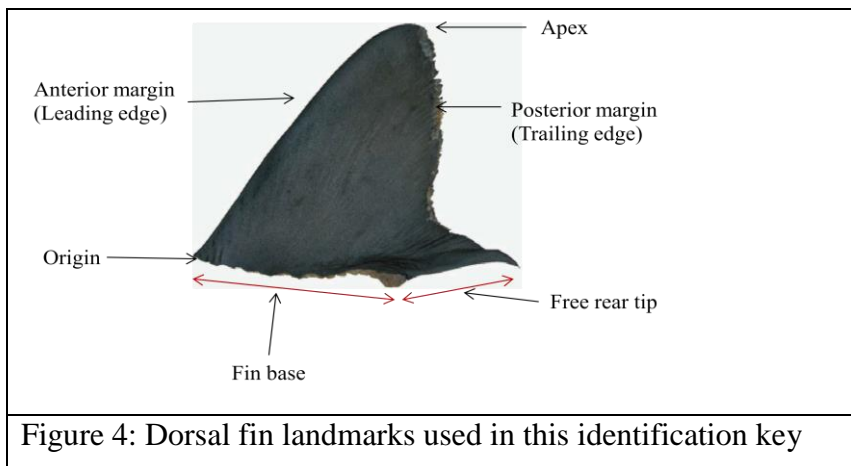 Apex
Anterior margin
(Leading edge)
Posterior margin
(Trailing edge)
Origin
Free rear tip
Fin base
Figure 4: Dorsal fin landmarks used in this identification key